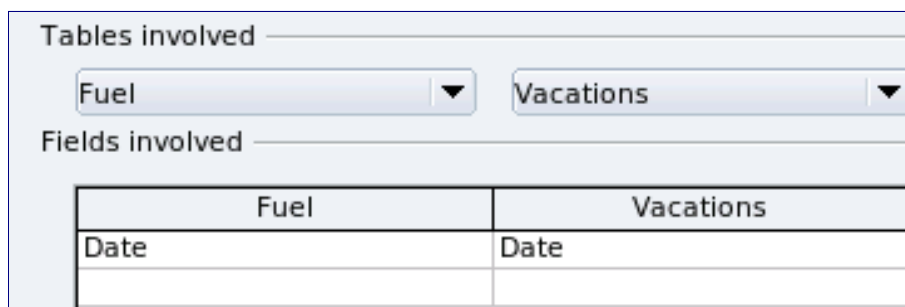 Tables involved
Fuel Vacations
Fields involved
Fuel Vacations
Date Date